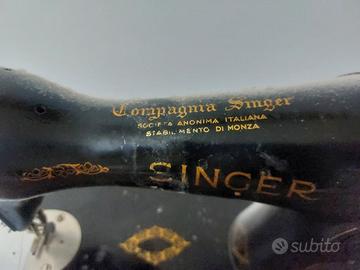 Compagnia Singer
SOCIETÀ ANONIMA ITALIANA
STABILIMENTO DI MONZA
SINGER
subito